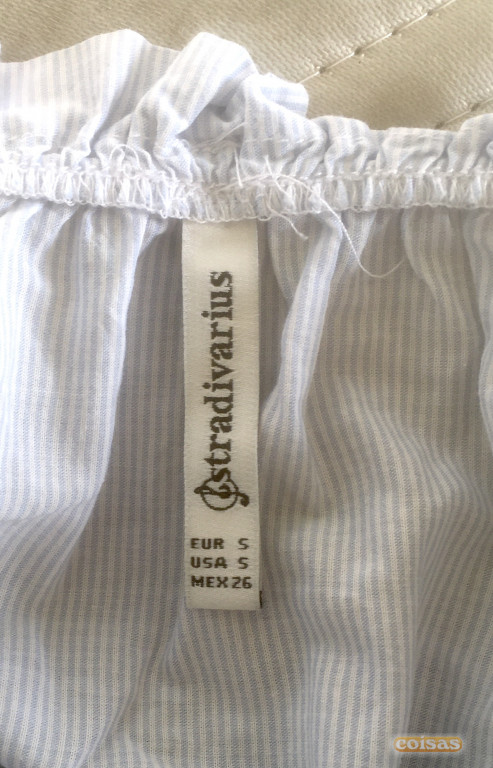 stradivarius
EUR S
USA S
MEX 26
coisas